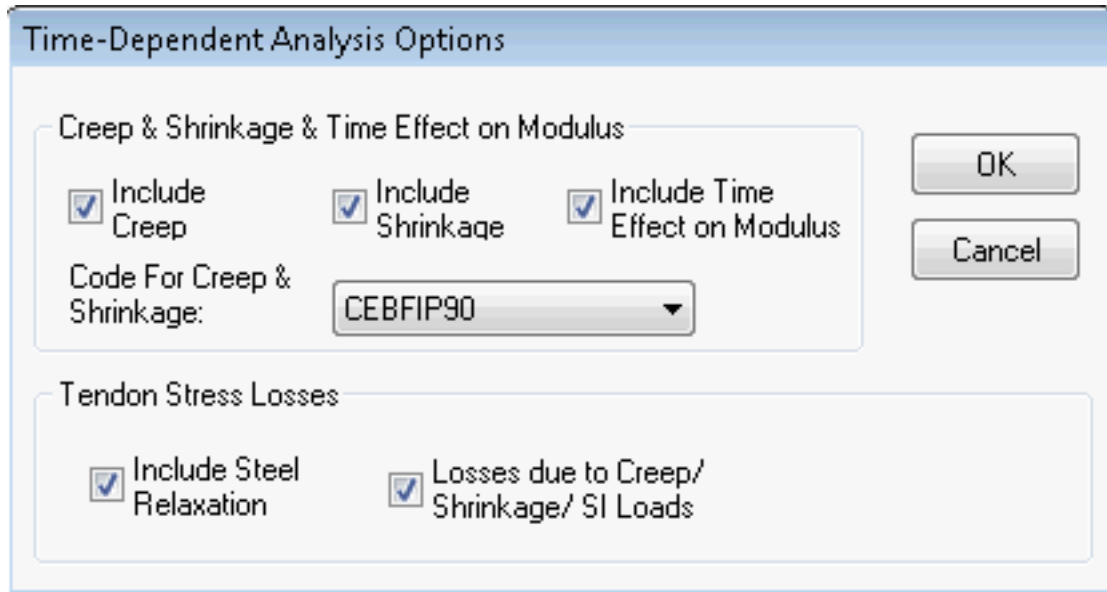 Time-Dependent Analysis Options
Creep & Shrinkage & Time Effect on Modulus
Include
Creep
Include
Shrinkage
Include Time
Effect on Modulus
OK
Cancel
Code For Creep &
Shrinkage:
CEBFIP90
Tendon Stress Losses
Include Steel
Relaxation
Losses due to Creep/
Shrinkage/ SI Loads